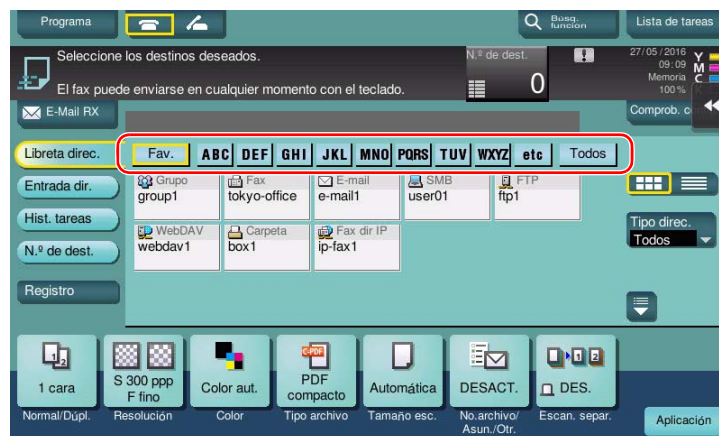 Programa
Busq.
función
Lista de tareas
Seleccione los destinos deseados.
N.º de dest.
0
El fax puede enviarse en cualquier momento con el teclado.
27/05/2016
09:09
Memoria
100 %
Y
M
C
E-Mail RX
Comprob. c
Libreta direc.
Fav. ABC DEF GHI JKL MNO PQRS TUV WXYZ etc Todos
Entrada dir.
Hist. tareas
N.º de dest.
Registro
Grupo
group1
Fax
tokyo-office
E-mail
e-mail1
SMB
user01
FTP
ftp1
WebDAV
webdav1
Carpeta
box1
Fax dir IP
ip-fax1
Tipo direc.
Todos
1 2
1 cara
Normal/Dúpl.
S 300 ppp
F fino
Resolución
Color aut.
Color
C-PDF
PDF
compacto
Tipo archivo
Automática
Tamaño esc.
DESACT.
No.archivo/
Asun./Otr.
1 2
DES.
Escan. separ.
Aplicación